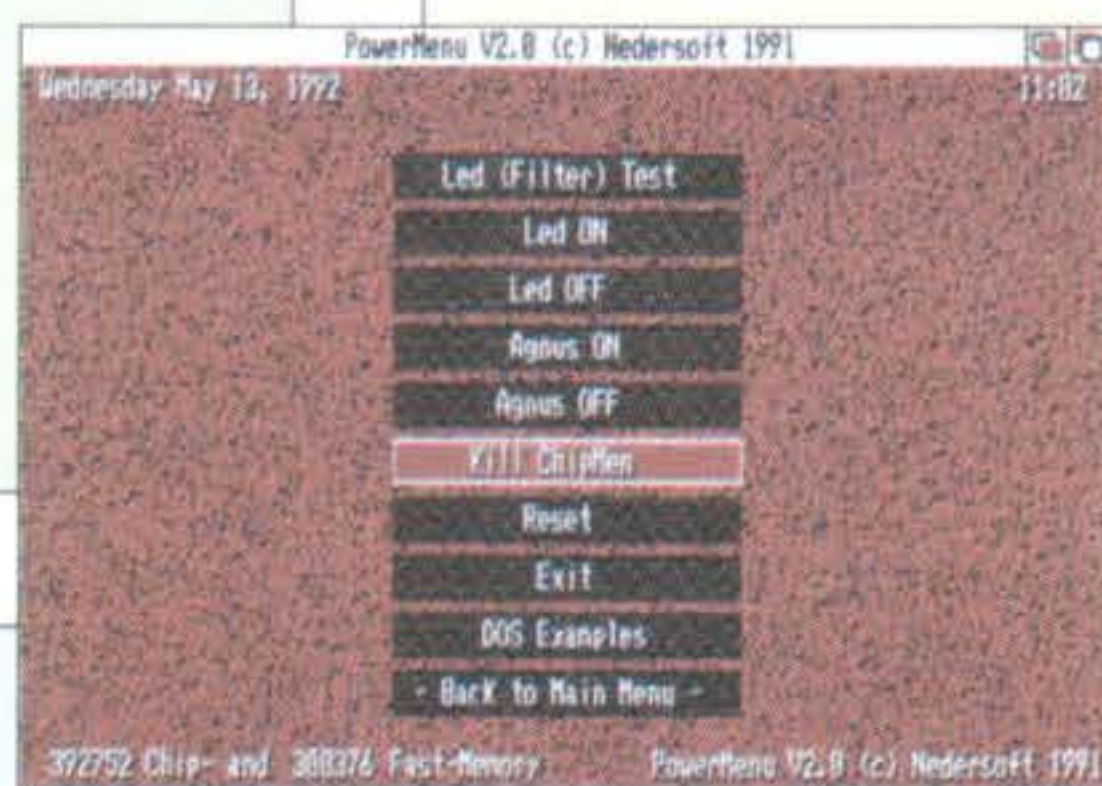 PowerMenu V2.0 (c) Nedersoft 1991
Wednesday May 13, 1992
11:02
Led (Filter) Test
Led ON
Led OFF
Agnus ON
Agnus OFF
Kill ChipMem
Reset
Exit
DOS Examples
- Back to Main Menu -
392752 Chip- and 308376 Fast-Memory
PowerMenu V2.0 (c) Nedersoft 1991